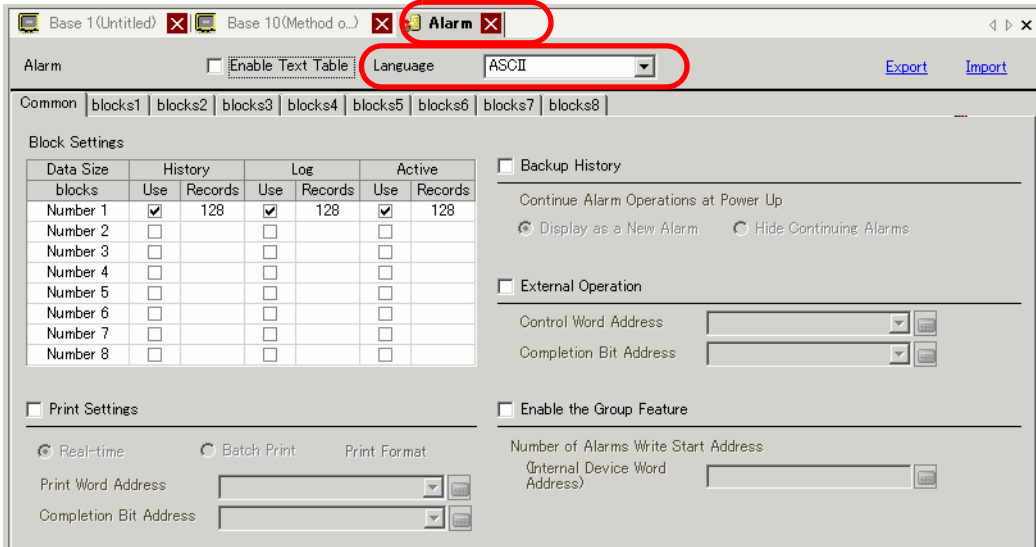 Base 1(Untitled) Base 10(Method o...) Alarm
Alarm Enable Text Table Language ASCII Export Import
Common blocks1 blocks2 blocks3 blocks4 blocks5 blocks6 blocks7 blocks8
Block Settings
Data Size History Log Active
blocks Use Records Use Records Use Records
Number 1 128 128 128
Number 2
Number 3
Number 4
Number 5
Number 6
Number 7
Number 8
Print Settings
Real-time Batch Print Print Format
Print Word Address
Completion Bit Address
Backup History
Continue Alarm Operations at Power Up
Display as a New Alarm Hide Continuing Alarms
External Operation
Control Word Address
Completion Bit Address
Enable the Group Feature
Number of Alarms Write Start Address
(Internal Device Word
Address)